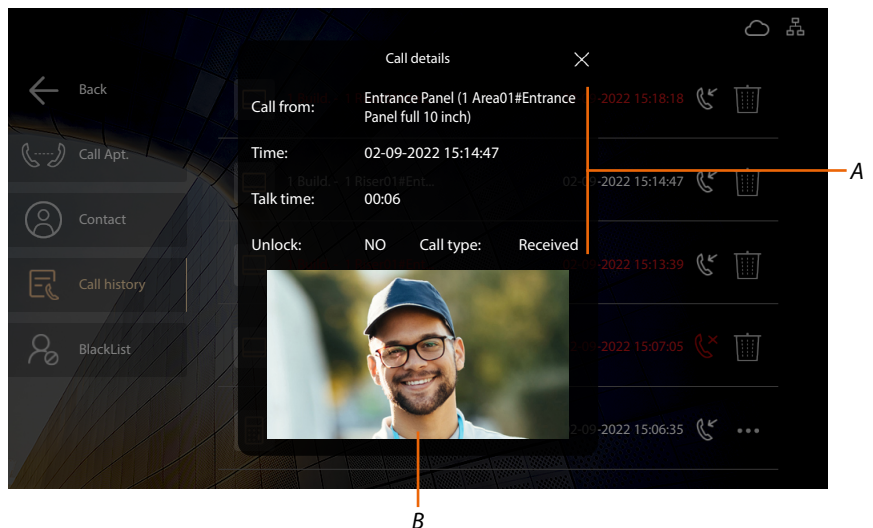 Call details
Back
Call from:
Entrance Panel (1 Area01#Entrance
Panel full 10 inch)
-2022 15:18:18
Call Apt.
Time:
02-09-2022 15:14:47
1 Build. – 1 Riser01#Ent...
02-09-2022 15:14:47
A
Talk time:
00:06
Contact
Unlock:
NO
Call type:
Received
-2022 15:13:39
Call history
BlackList
-2022 15:07:05
2-09-2022 15:06:35
B